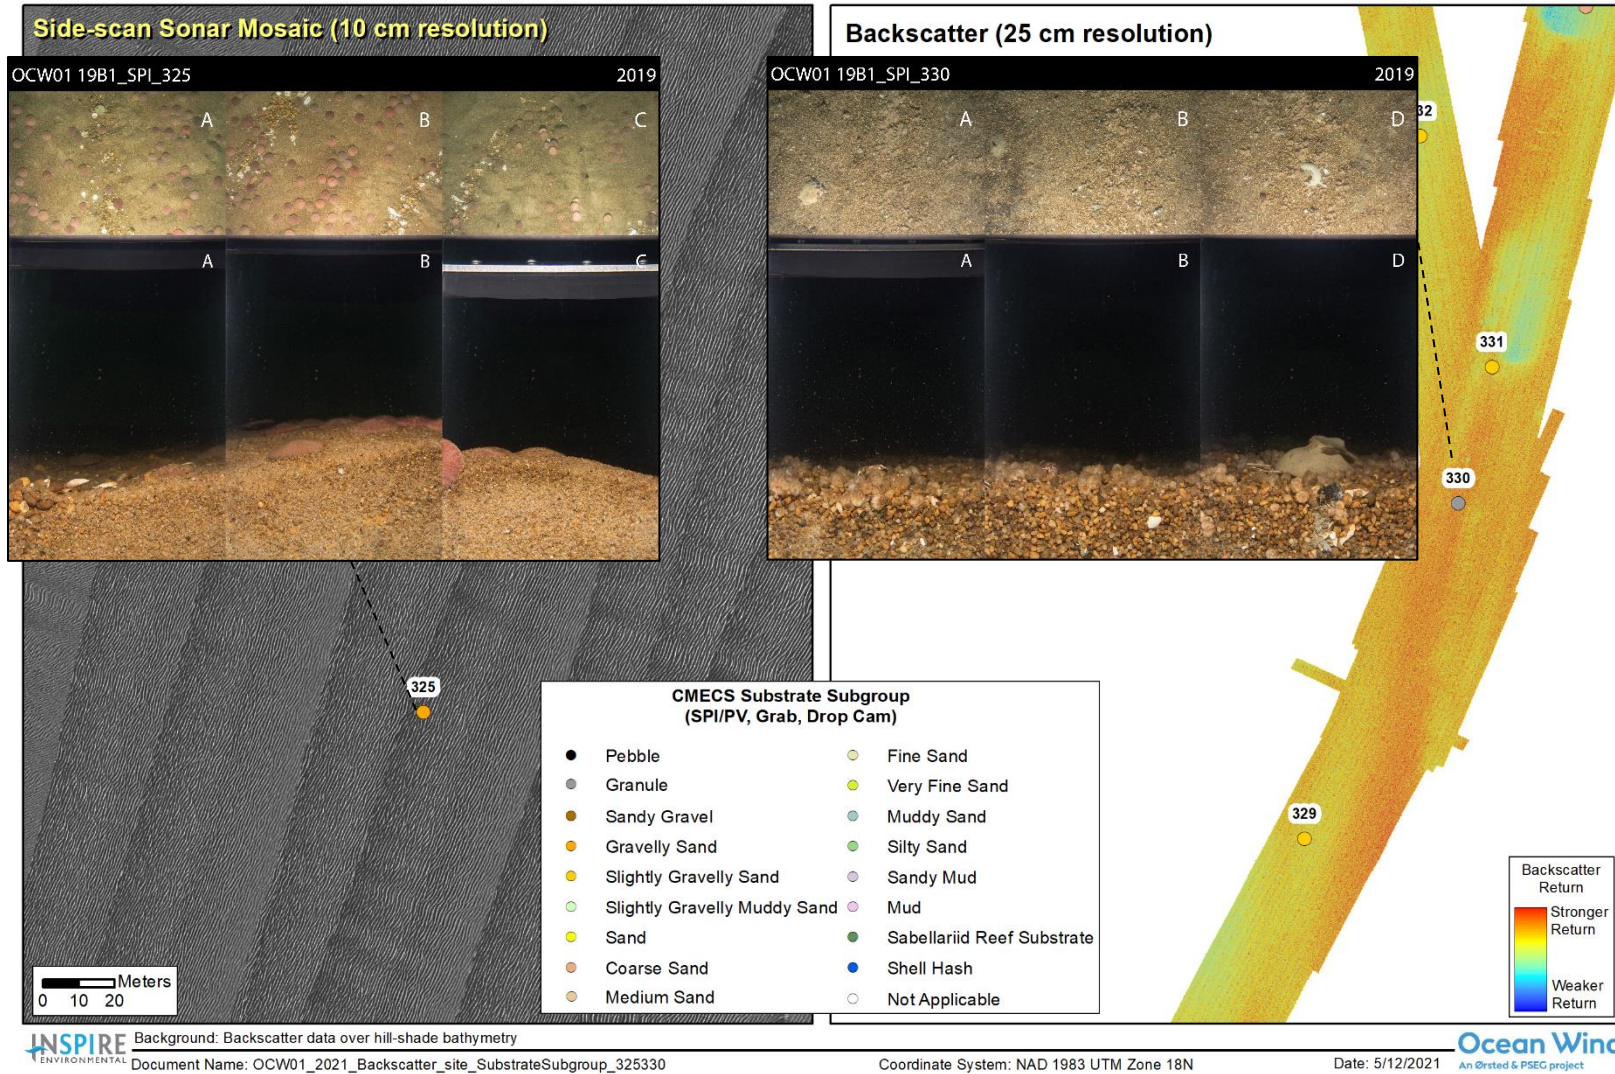 Side-scan Sonar Mosaic (10 cm resolution)
OCW01 19B1_SPI_325 2019
A B C
A B C
325
0 10 20 Meters
Backscatter (25 cm resolution)
OCW01 19B1_SPI_330 2019
A B D
A B D
32
331
330
329
CMECS Substrate Subgroup
(SPI/PV, Grab, Drop Cam)
Pebble
Granule
Sandy Gravel
Gravelly Sand
Slightly Gravelly Sand
Slightly Gravelly Muddy Sand
Sand
Coarse Sand
Medium Sand
Fine Sand
Very Fine Sand
Muddy Sand
Silty Sand
Sandy Mud
Mud
Sabellariid Reef Substrate
Shell Hash
Not Applicable
Backscatter
Return
Stronger
Return
Weaker
Return
INSPIRE
ENVIRONMENTAL
Background: Backscatter data over hill-shade bathymetry
Document Name: OCW01_2021_Backscatter_site_SubstrateSubgroup_325330
Coordinate System: NAD 1983 UTM Zone 18N
Date: 5/12/2021
Ocean Wind
An Ørsted & PSEG project